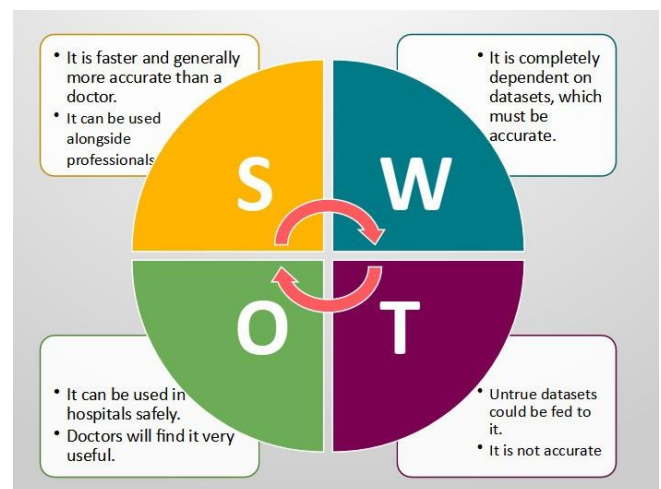 • It is faster and generally
more accurate than a
doctor.
• It can be used
alongside
professionals
• It is completely
dependent on
datasets, which
must be
accurate.
S
W
O
T
• It can be used in
hospitals safely.
• Doctors will find it very
useful.
• Untrue datasets
could be fed to
it.
• It is not accurate